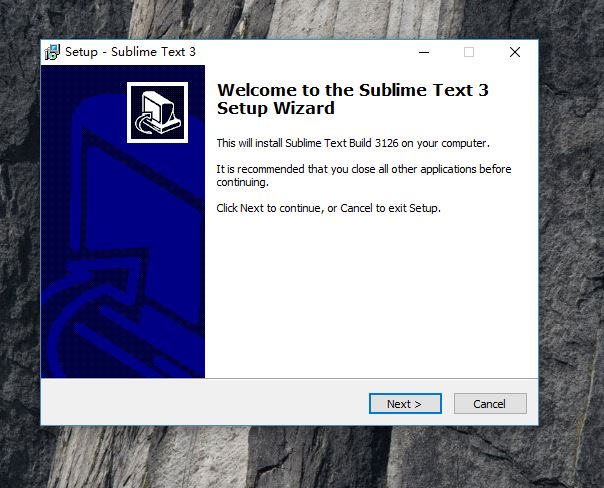 Setup - Sublime Text 3
Welcome to the Sublime Text 3
Setup Wizard
This will install Sublime Text Build 3126 on your computer.
It is recommended that you close all other applications before
continuing.
Click Next to continue, or Cancel to exit Setup.
Next >
Cancel